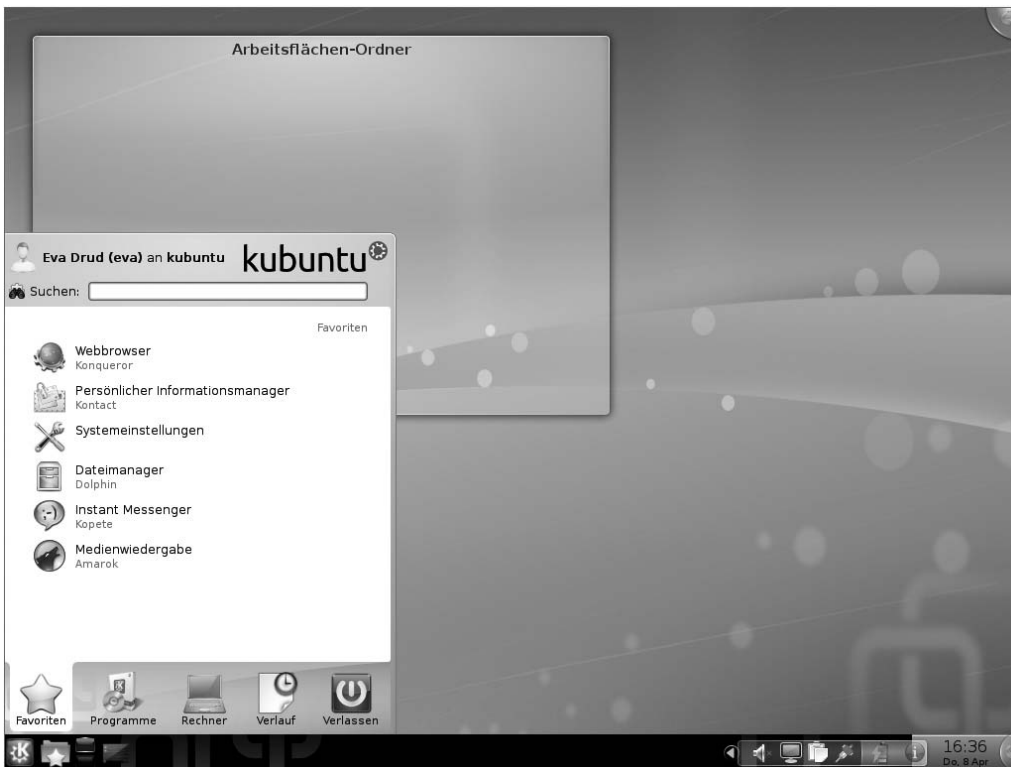 Arbeitsflächen-Ordner
Eva Drud (eva) an kubuntu
kubuntu
Suchen:
Favoriten
Webbrowser
Konqueror
Persönlicher Informationsmanager
Kontact
Systemeinstellungen
Dateimanager
Dolphin
Instant Messenger
Kopete
Medienwiedergabe
Amarok
Favoriten
Programme
Rechner
Verlauf
Verlassen
16:36
Do, 8 Apr